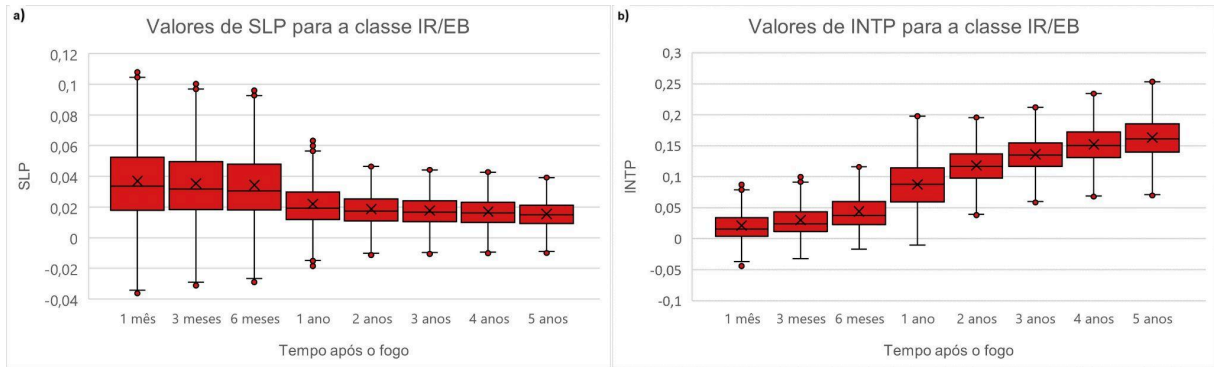 a)
Valores de SLP para a classe IR/EB
0,12
0,1
0,08
0,06
0,04
0,02
0
-0,02
-0,04
SLP
1 mês 3 meses 6 meses 1 ano 2 anos 3 anos 4 anos 5 anos
Tempo após o fogo
b)
Valores de INTP para a classe IR/EB
0,3
0,25
0,2
0,15
0,1
0,05
0
-0,05
-0,1
INTP
1 mês 3 meses 6 meses 1 ano 2 anos 3 anos 4 anos 5 anos
Tempo após o fogo